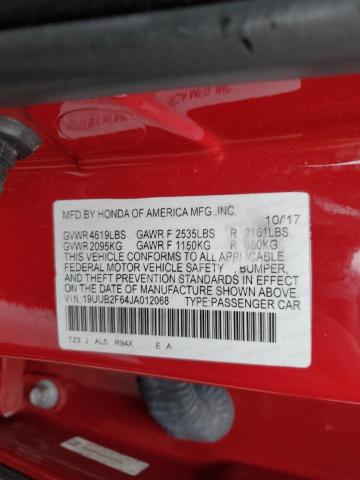 MFD.BY HONDA OF AMERICA MFG.,INC. 10/17
GVWR 4619LBS GAWR F 2535LBS R 2161LBS
GVWR 2095KG GAWR F 1150KG R 980KG
THIS VEHICLE CONFORMS TO ALL APPLICABLE
FEDERAL MOTOR VEHICLE SAFETY, BUMPER,
AND THEFT PREVENTION STANDARDS IN EFFECT
ON THE DATE OF MANUFACTURE SHOWN ABOVE.
VIN:19UUB2F64JA012068 TYPE:PASSENGER CAR
TZ3 J AL5 R94X E A